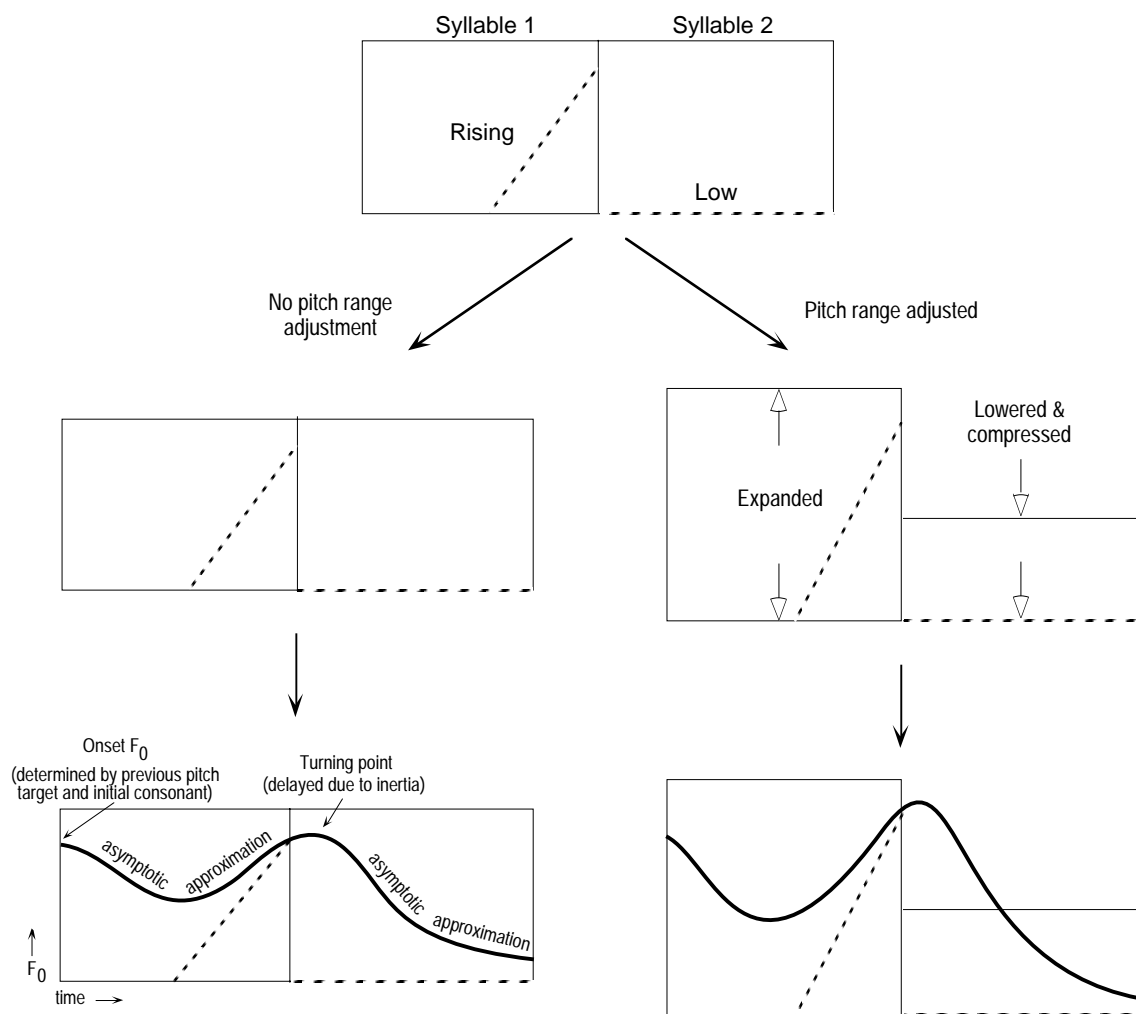 Syllable 1
Syllable 2
Rising
Low
No pitch range
adjustment
Pitch range adjusted
Expanded
Lowered &
compressed
Onset F0
(determined by previous pitch
target and initial consonant)
Turning point
(delayed due to inertia)
asymptotic
approximation
asymptotic
approximation
F0
time